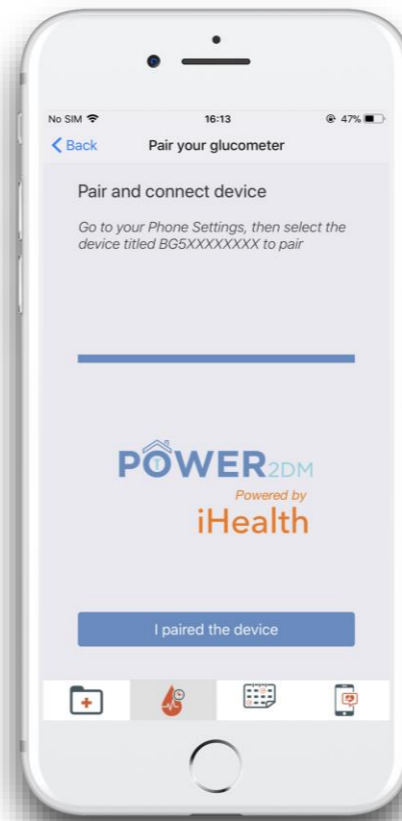 No SIM 16:13 47%
Back Pair your glucometer
Pair and connect device
Go to your Phone Settings, then select the
device titled BG5XXXXXXXX to pair
POWER2DM
Powered by
iHealth
I paired the device